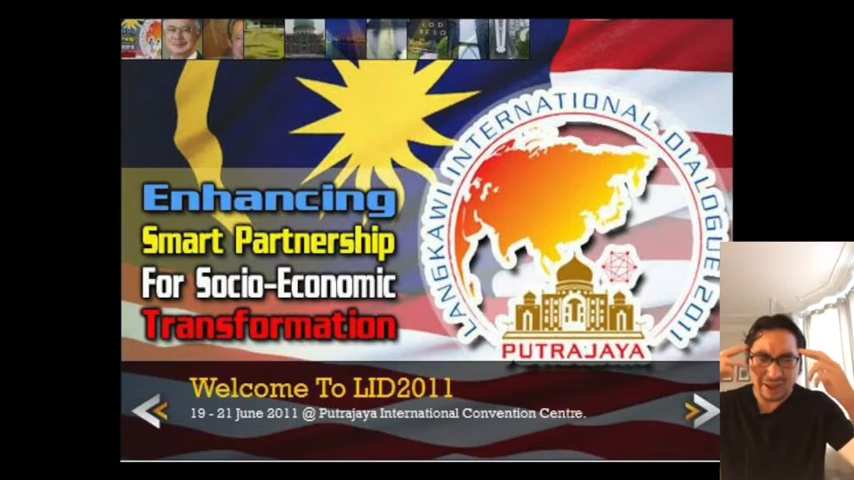 LANGKAWI INTERNATIONAL DIALOGUE 2011
PUTRAJAYA
Enhancing
Smart Partnership
For Socio-Economic
Transformation
Welcome To LID2011
19 - 21 June 2011 @ Putrajaya International Convention Centre.